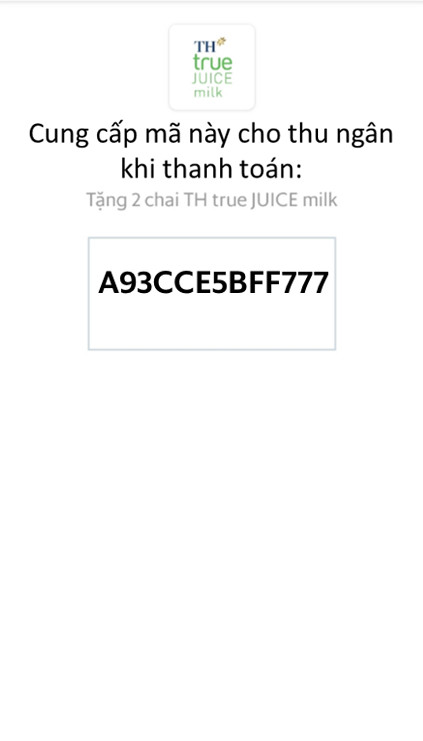 TH
true
JUICE
milk
Cung cấp mã này cho thu ngân
khi thanh toán:
Tặng 2 chai TH true JUICE milk
A93CCE5BFF777